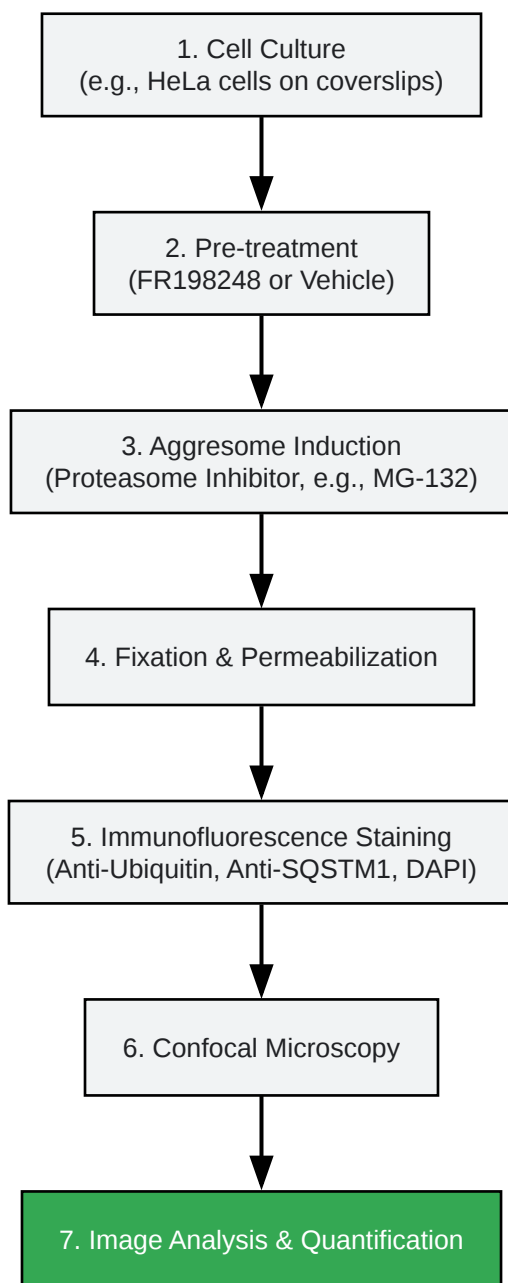 1. Cell Culture
(e.g., HeLa cells on coverslips)
2. Pre-treatment
(FR198248 or Vehicle)
3. Aggresome Induction
(Proteasome Inhibitor, e.g., MG-132)
4. Fixation & Permeabilization
5. Immunofluorescence Staining
(Anti-Ubiquitin, Anti-SQSTM1, DAPI)
6. Confocal Microscopy
7. Image Analysis & Quantification